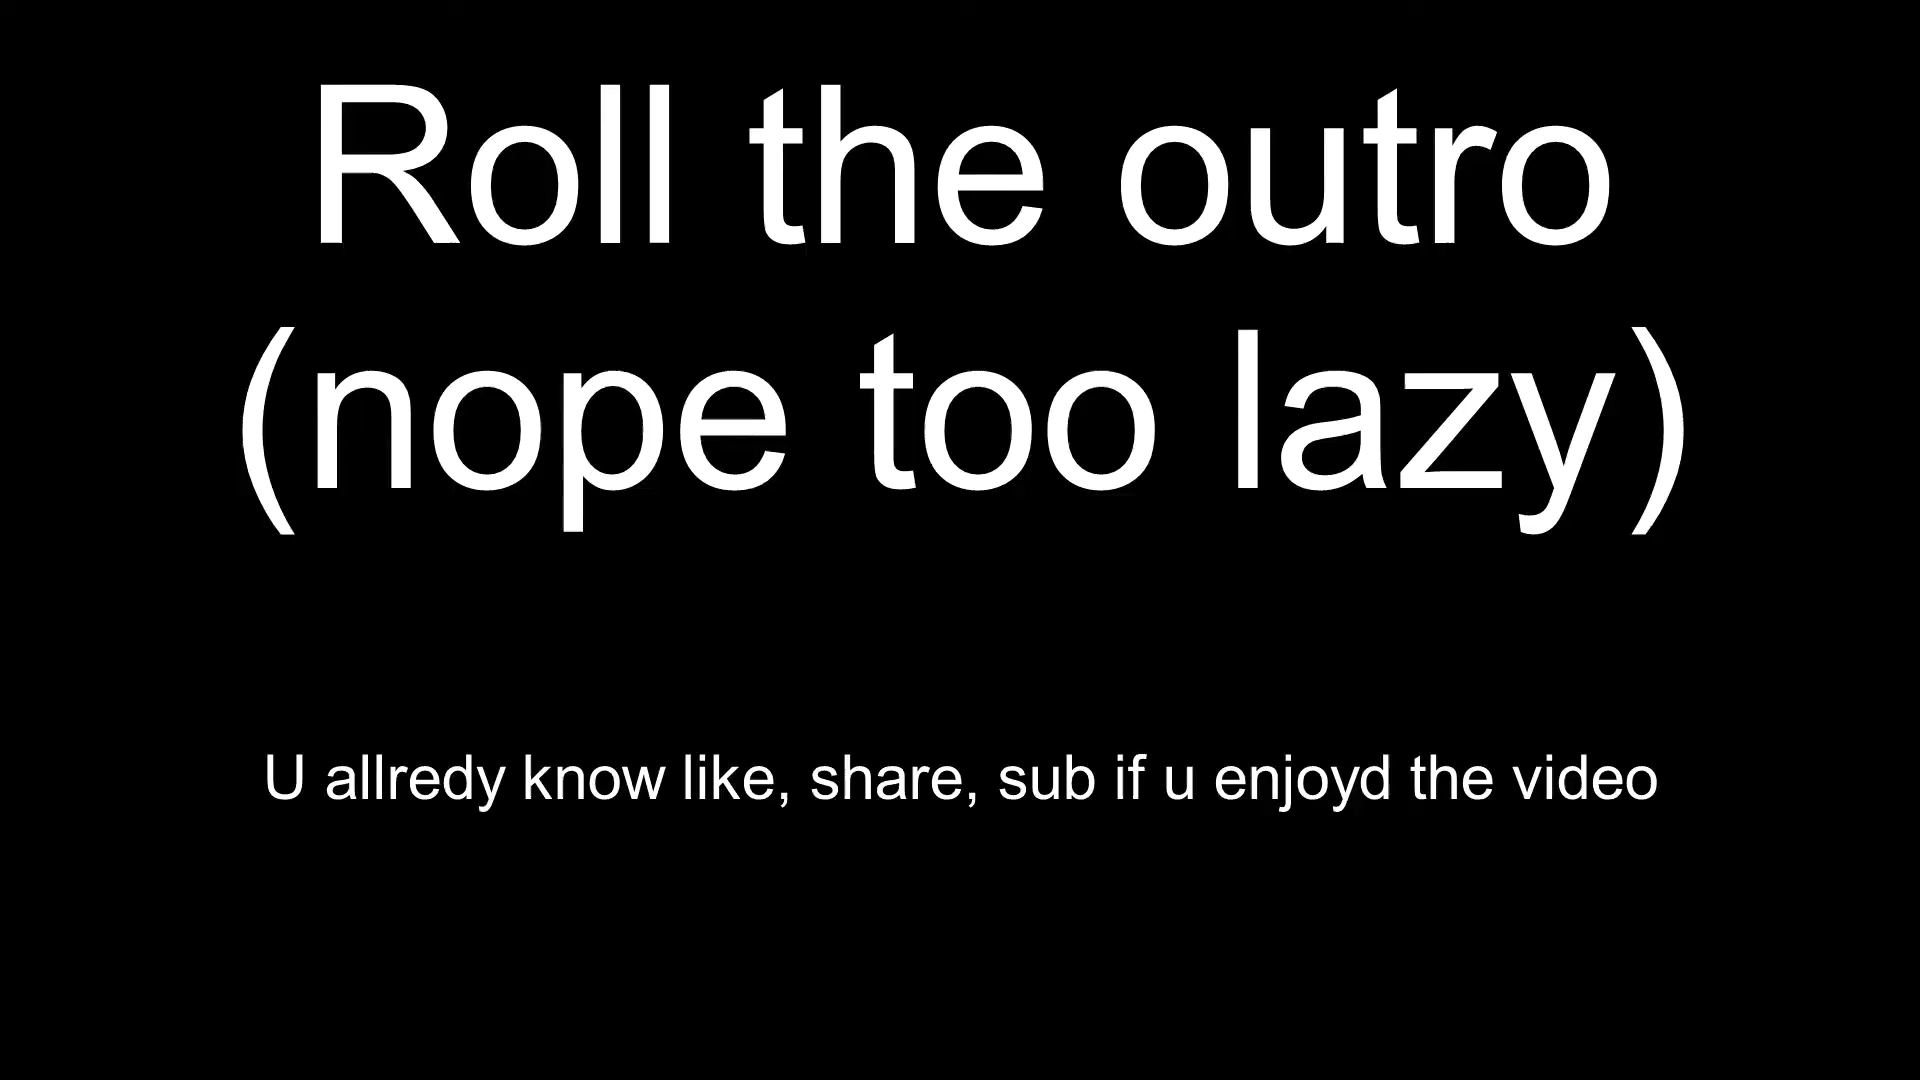 Roll the outro
(nope too lazy)
U allredy know like, share, sub if u enjoyd the video